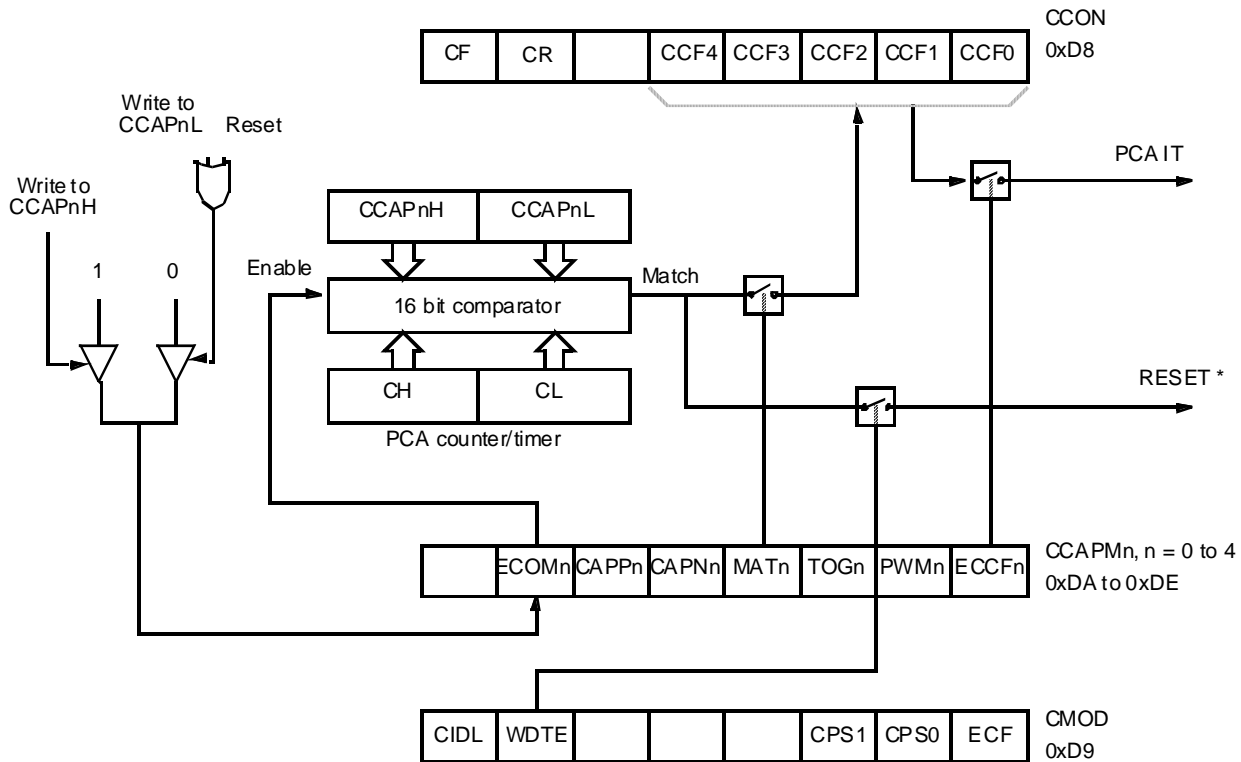 CCON
0xD8
CF CR CCF4 CCF3 CCF2 CCF1 CCF0
Write to
CCAPnL Reset
PCA IT
Write to
CCAPnH
CCAPnH CCAPnL
1 0 Enable
Match
16 bit comparator
RESET *
CH CL
PCA counter/timer
ECOMn CAPPn CAPNn MATn TOGn PWMn ECCFn
CCAPMn, n = 0 to 4
0xDA to 0xDE
CIDL WDTE CPS1 CPS0 ECF
CMOD
0xD9